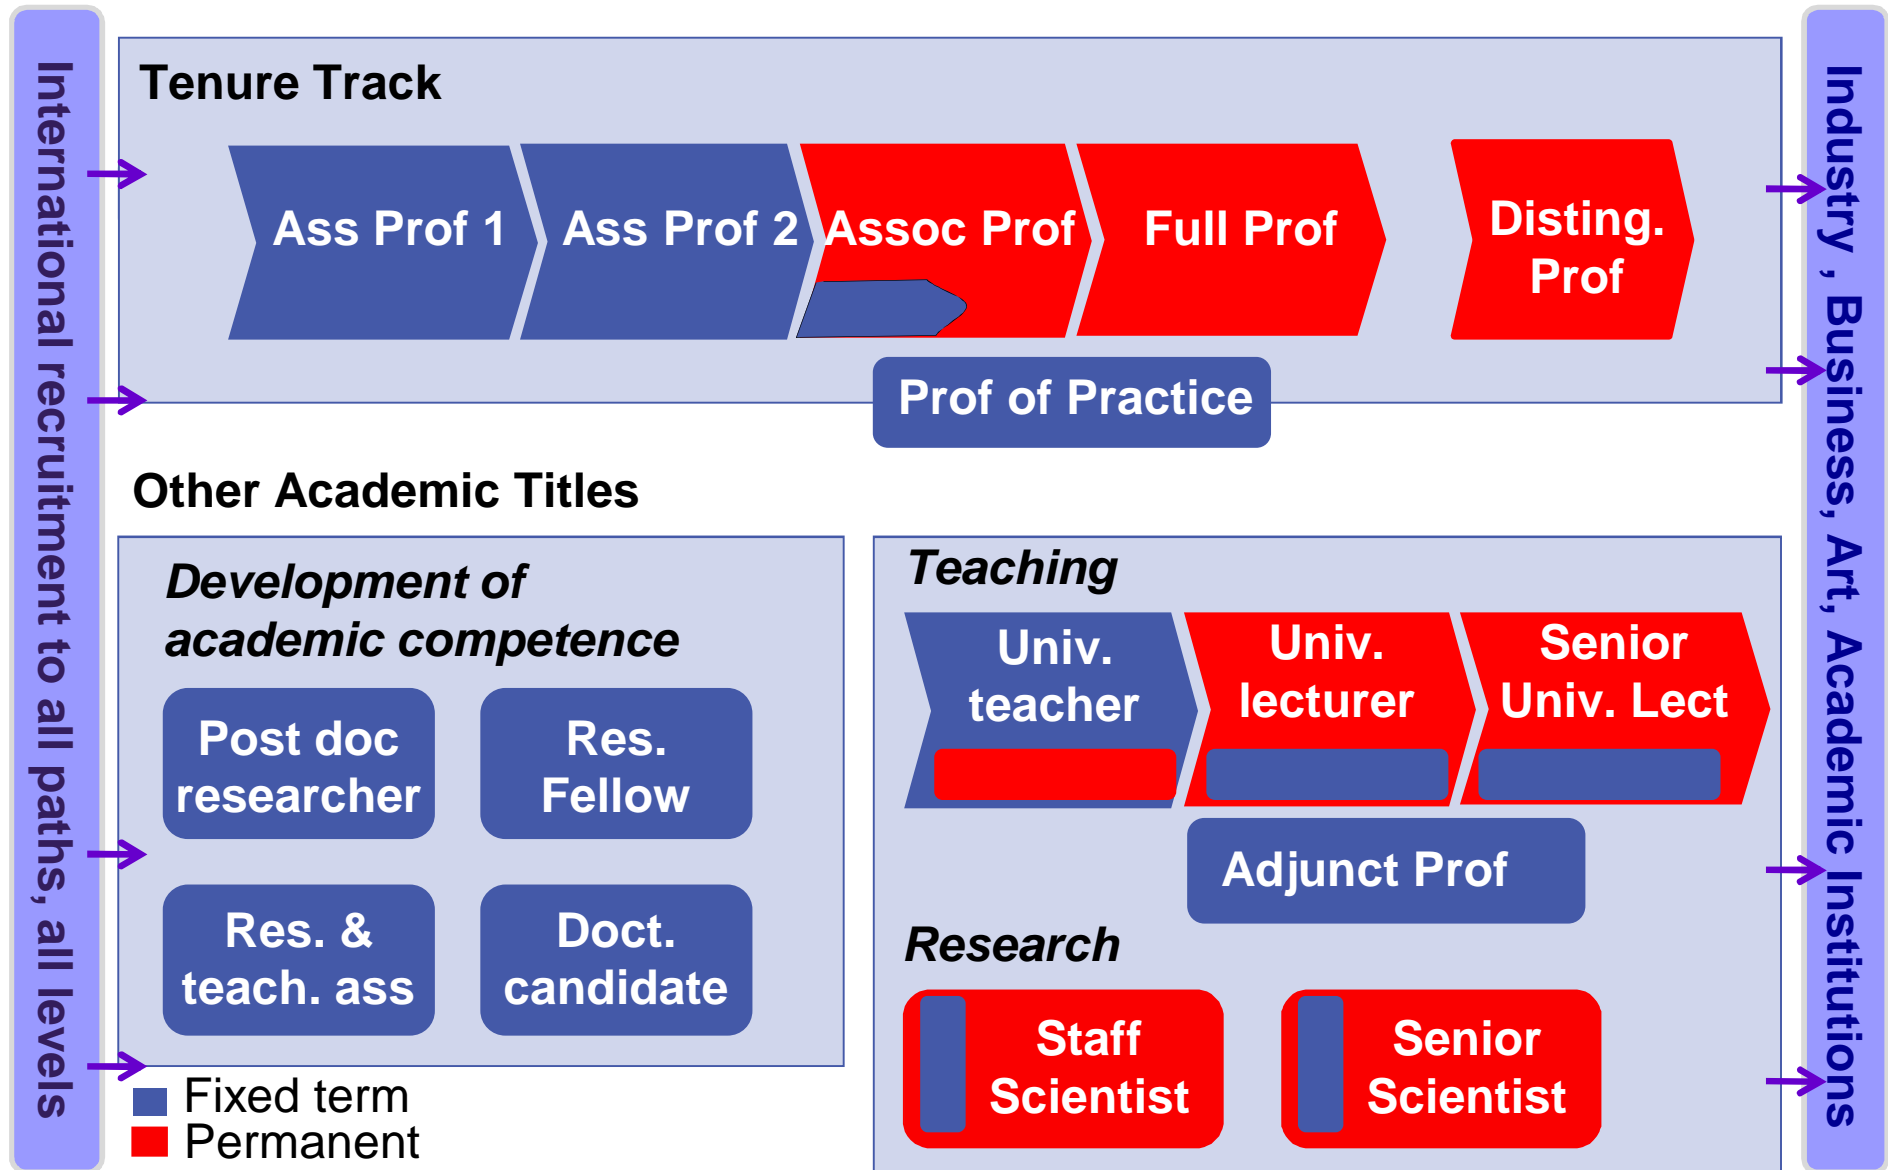 International recruitment to all paths, all levels
Tenure Track
Ass Prof 1
Ass Prof 2
Assoc Prof
Full Prof
Disting.
Prof
Prof of Practice
Other Academic Titles
Development of
academic competence
Post doc
researcher
Res.
Fellow
Res. &
teach. ass
Doct.
candidate
Teaching
Univ.
teacher
Univ.
lecturer
Senior
Univ. Lect
Adjunct Prof
Research
Staff
Scientist
Senior
Scientist
Fixed term
Permanent
Industry , Business, Art, Academic Institutions